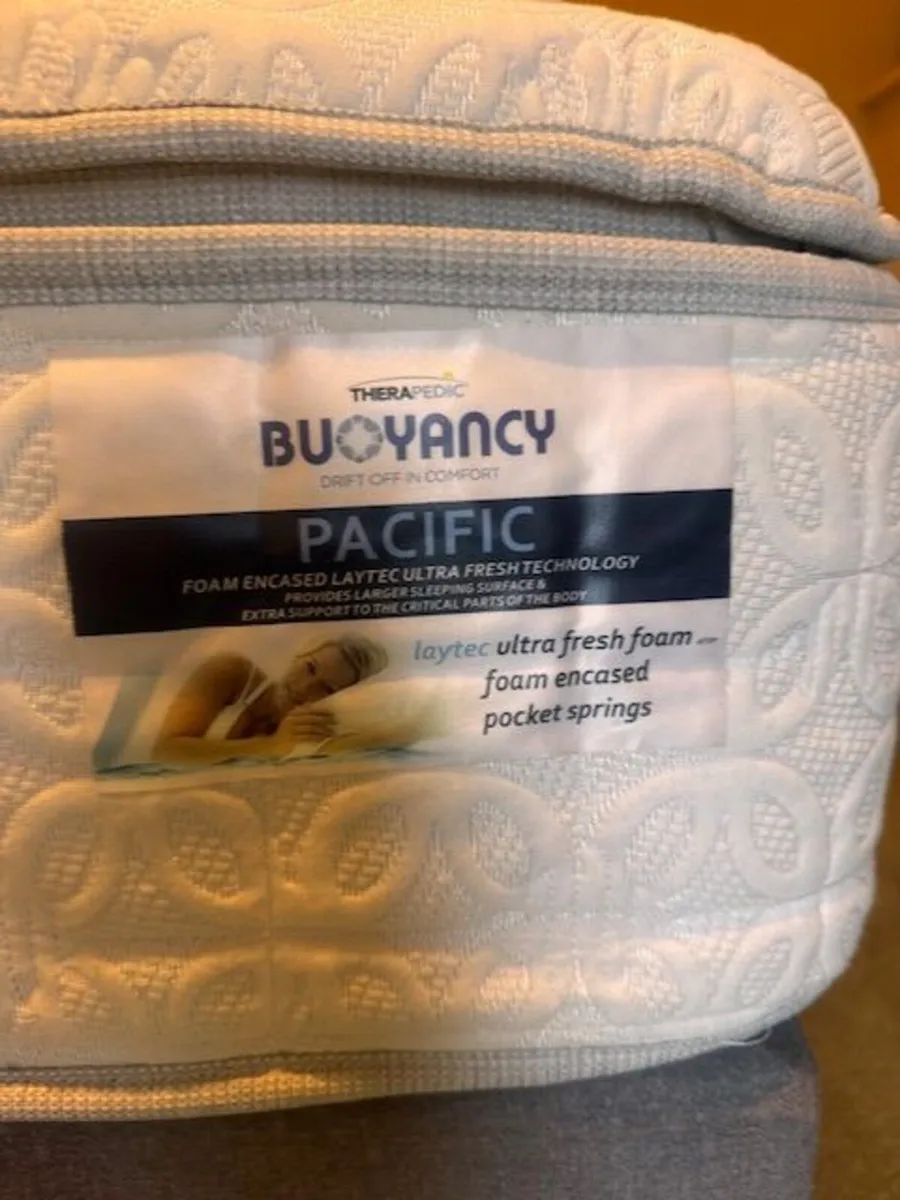 THERAPEDIC
BUOYANCY
DRIFT OFF IN COMFORT
PACIFIC
FOAM ENCASED LAYTEC ULTRA FRESH TECHNOLOGY
PROVIDES LARGER SLEEPING SURFACE &
EXTRA SUPPORT TO THE CRITICAL PARTS OF THE BODY
laytec ultra fresh foam
foam encased
pocket springs